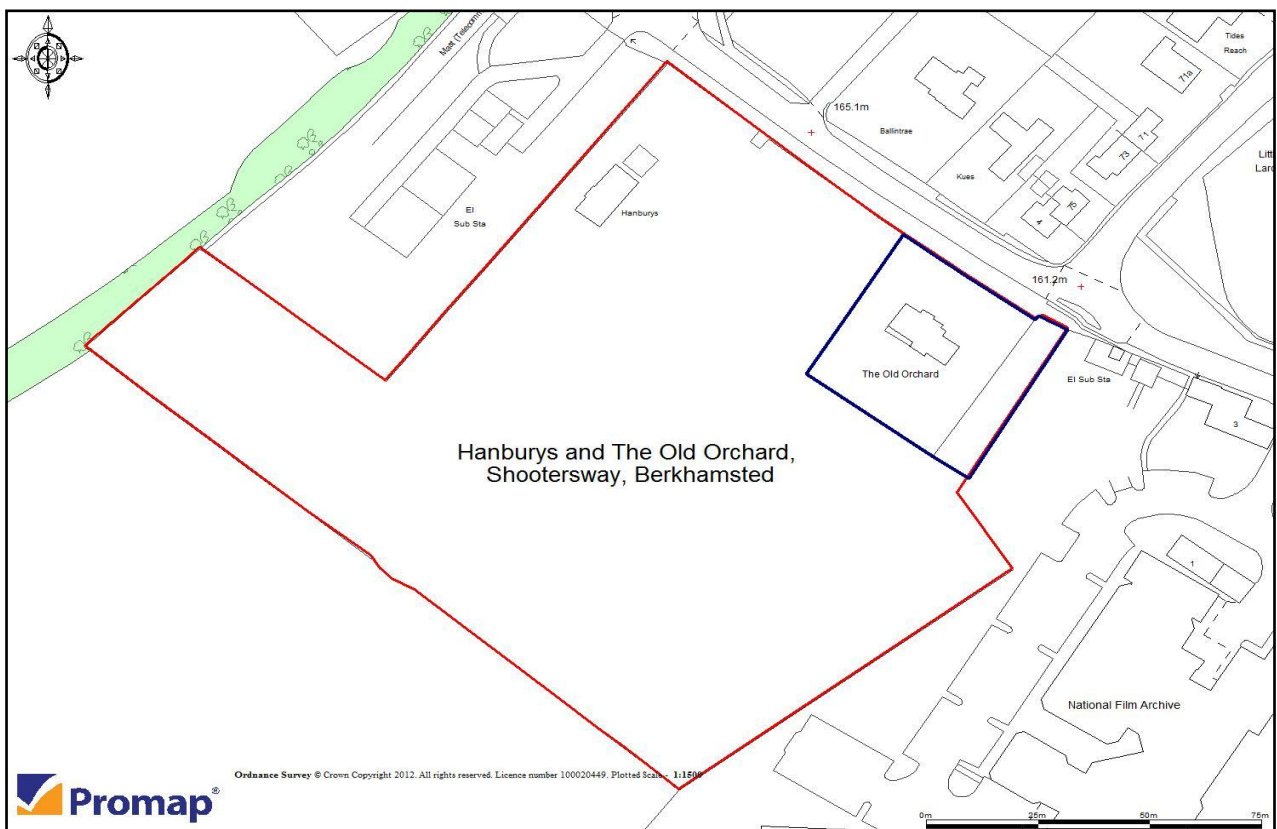 Mast (Telecomm
Tides
Reach
71a
165.1m
Ballintrae
71
73
Kues
75
4
El
Sub Sta
Hanburys
161.2m
The Old Orchard
El Sub Sta
3
Hanburys and The Old Orchard,
Shootersway, Berkhamsted
1
National Film Archive
Ordnance Survey © Crown Copyright 2012. All rights reserved. Licence number 100020449. Plotted Scale - 1:1500
Promap®
0m 25m 50m 75m